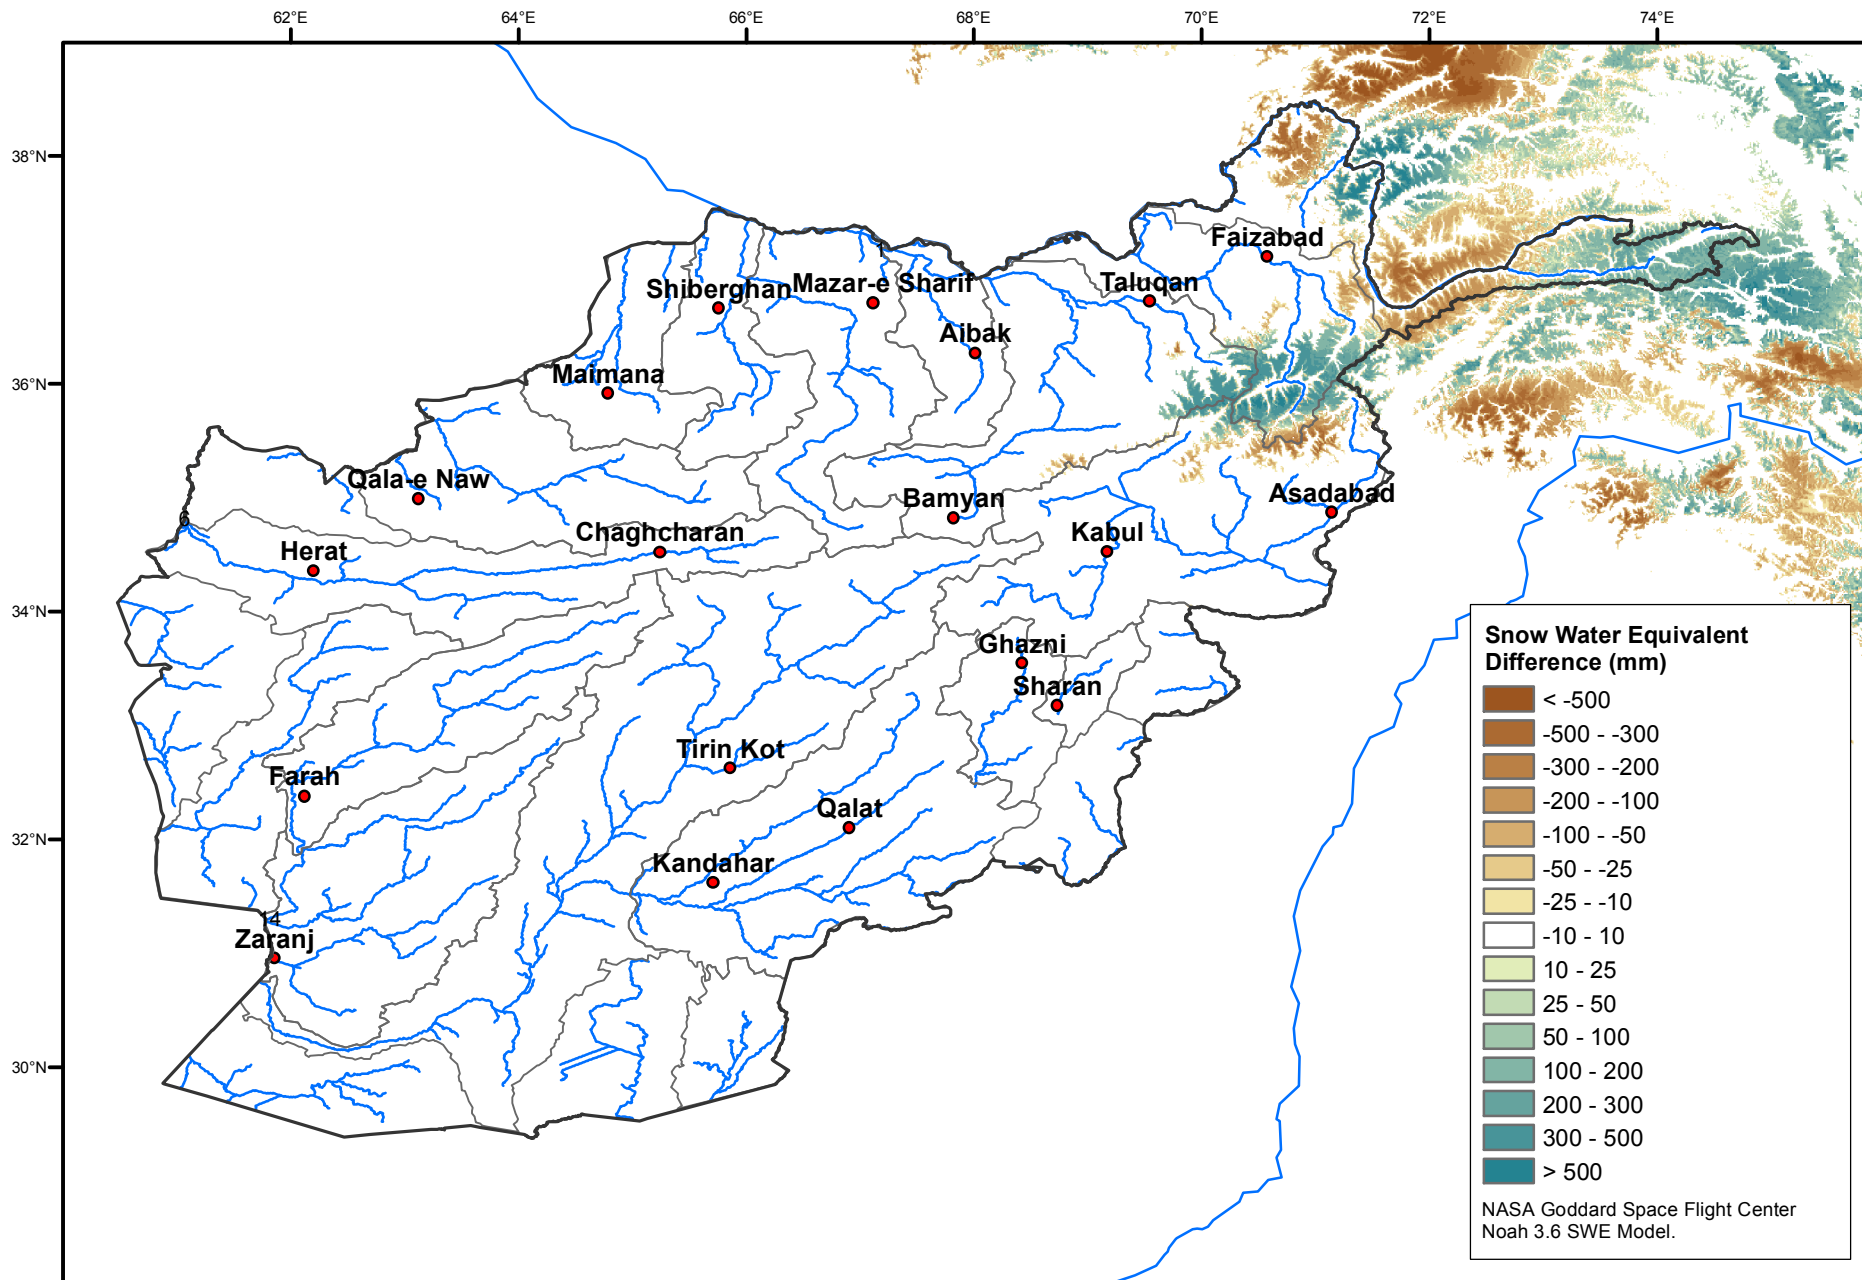 62°E
64°E
66°E
68°E
70°E
72°E
74°E
38°N
36°N
34°N
32°N
30°N
Faizabad
Shiberghan
Mazar-e Sharif
Taluqan
Aibak
Maimana
Qala-e Naw
Bamyan
Asadabad
6
Chaghcharan
Kabul
Herat
Ghazni
Sharan
Tirin Kot
Farah
Qalat
Kandahar
14
Zaranj
Snow Water Equivalent
Difference (mm)
< -500
-500 - -300
-300 - -200
-200 - -100
-100 - -50
-50 - -25
-25 - -10
-10 - 10
10 - 25
25 - 50
50 - 100
100 - 200
200 - 300
300 - 500
> 500
NASA Goddard Space Flight Center
Noah 3.6 SWE Model.